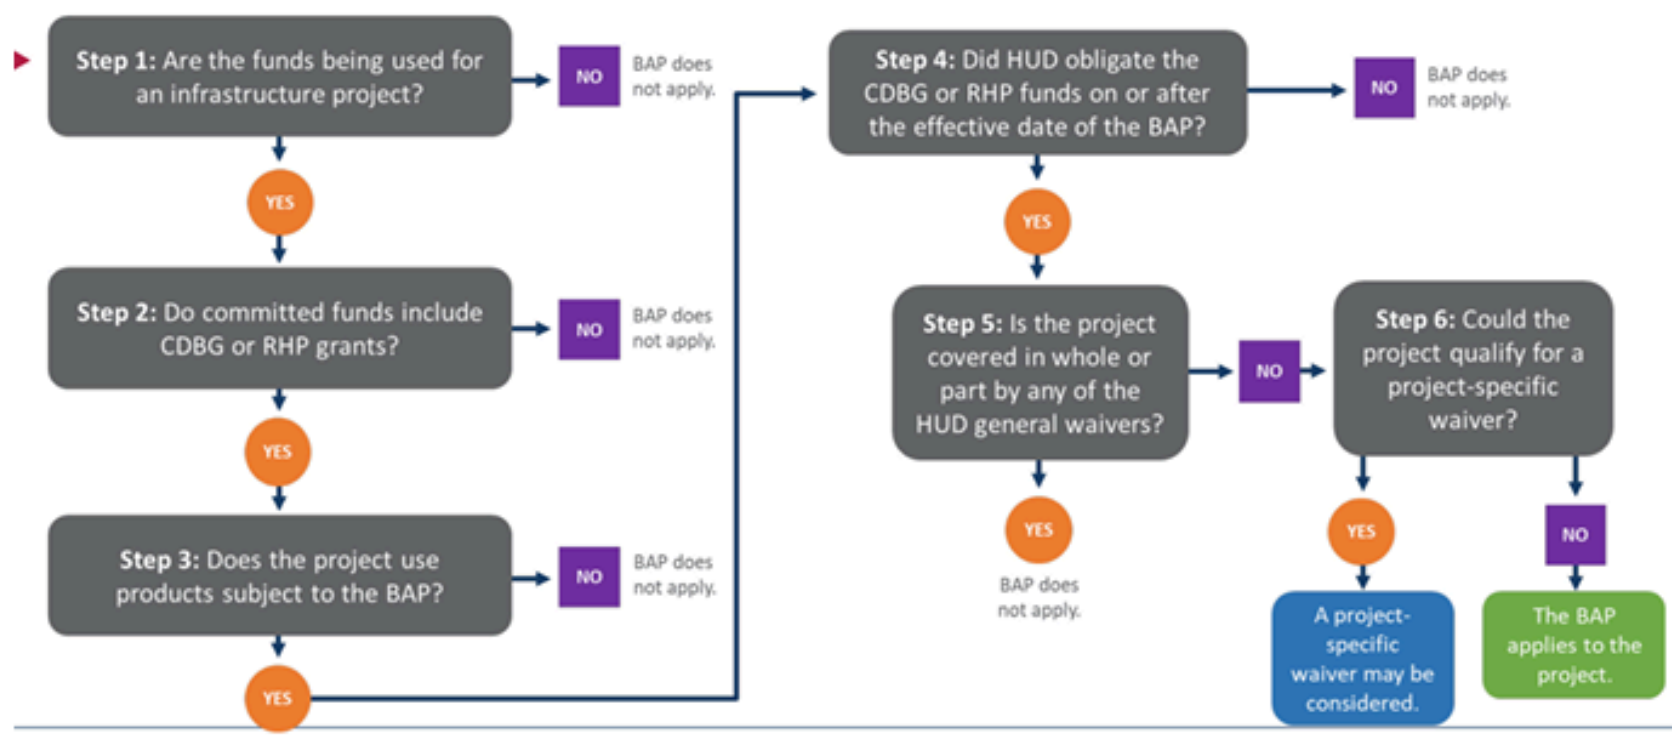 Step 1: Are the funds being used for
an infrastructure project?
NO
BAP does
not apply.
YES
Step 2: Do committed funds include
CDBG or RHP grants?
NO
BAP does
not apply.
YES
Step 3: Does the project use
products subject to the BAP?
NO
BAP does
not apply.
YES
Step 4: Did HUD obligate the
CDBG or RHP funds on or after
the effective date of the BAP?
NO
BAP does
not apply.
YES
Step 5: Is the project
covered in whole or
part by any of the
HUD general waivers?
YES
BAP does
not apply.
NO
Step 6: Could the
project qualify for a
project-specific
waiver?
YES
A project-
specific
waiver may be
considered.
NO
The BAP
applies to the
project.